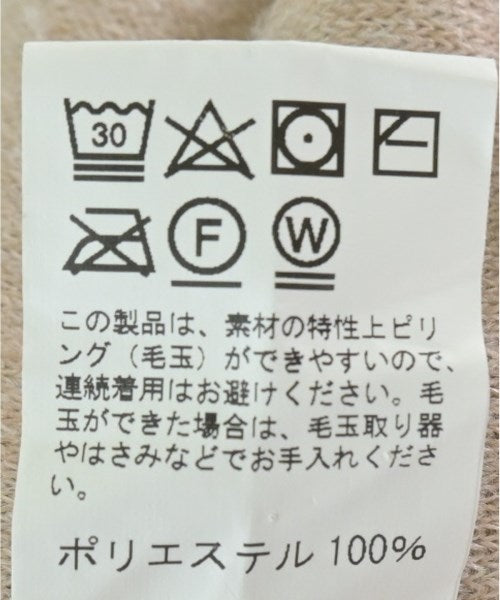 30
F W
この製品は、素材の特性上ピリ
ング（毛玉）ができやすいので、
連続着用はお避けください。毛
玉ができた場合は、毛玉取り器
やはさみなどでお手入れくださ
い。
ポリエステル 100%